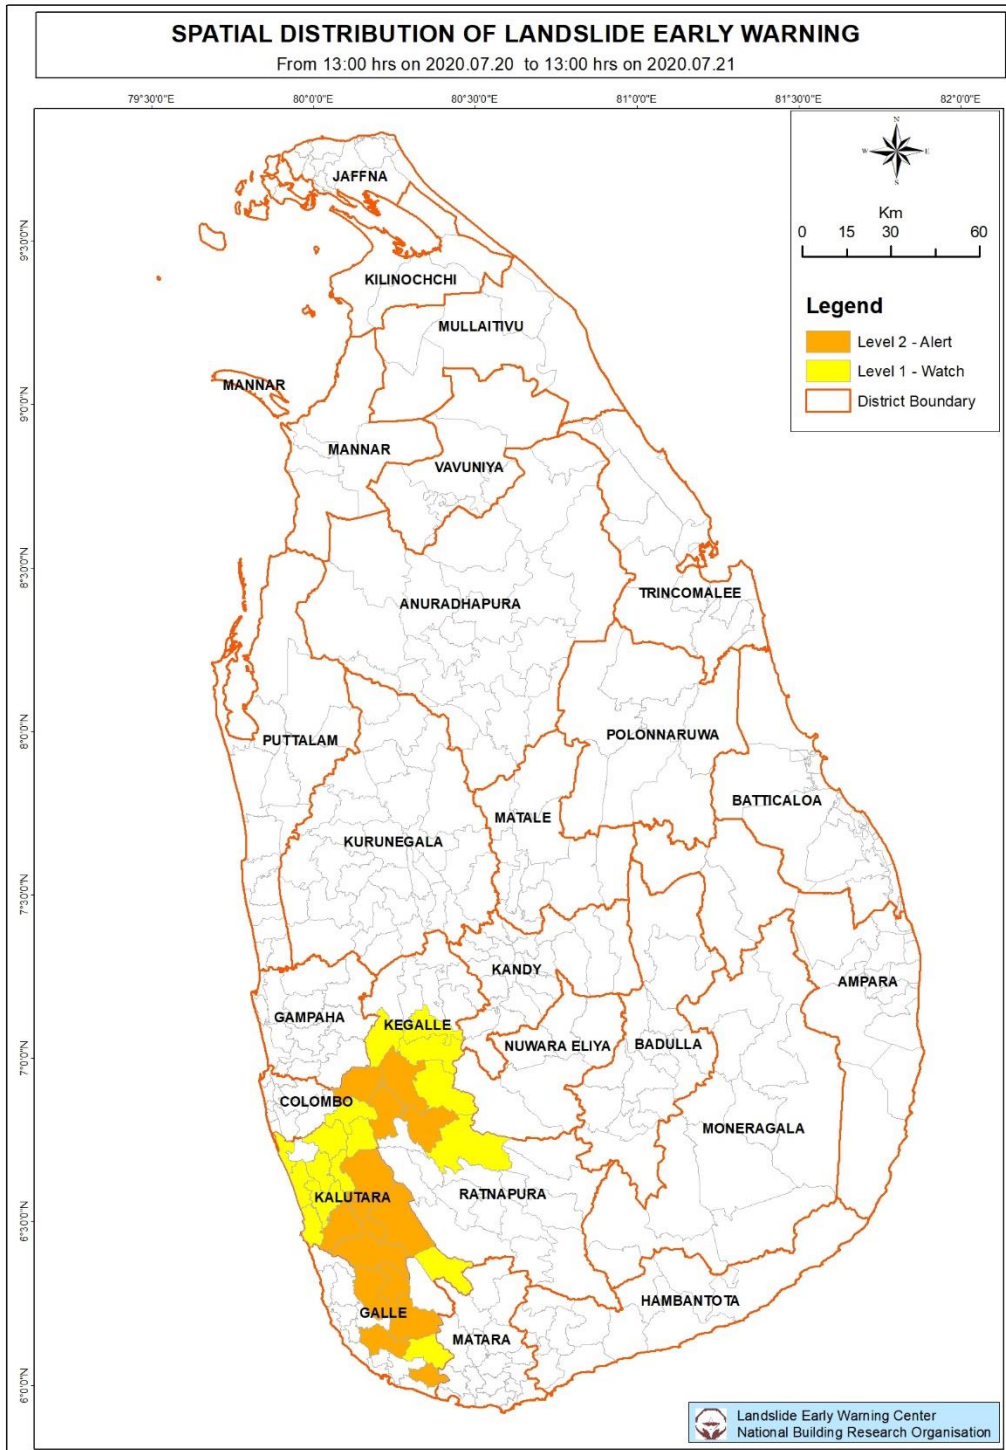 SPATIAL DISTRIBUTION OF LANDSLIDE EARLY WARNING
From 13:00 hrs on 2020.07.20 to 13:00 hrs on 2020.07.21
79°30'0"E
80°0'0"E
80°30'0"E
81°0'0"E
81°30'0"E
82°0'0"E
N
W
E
S
Km
0 15 30 60
Legend
Level 2 - Alert
Level 1 - Watch
District Boundary
9°30'0"N
9°0'0"N
8°30'0"N
8°0'0"N
7°30'0"N
7°0'0"N
6°30'0"N
6°0'0"N
JAFFNA
KILINOCHCHI
MULLAITIVU
MANNAR
MANNAR
VAVUNIYA
ANURADHAPURA
TRINCOMALEE
PUTTALAM
POLONNARUWA
BATTICALOA
MATALE
KURUNEGALA
KANDY
AMPARA
GAMPAHA
KEGALLE
NUWARA ELIYA
BADULLA
COLOMBO
MONERAGALA
KALUTARA
RATNAPURA
HAMBANTOTA
GALLE
MATARA
Landslide Early Warning Center
National Building Research Organisation